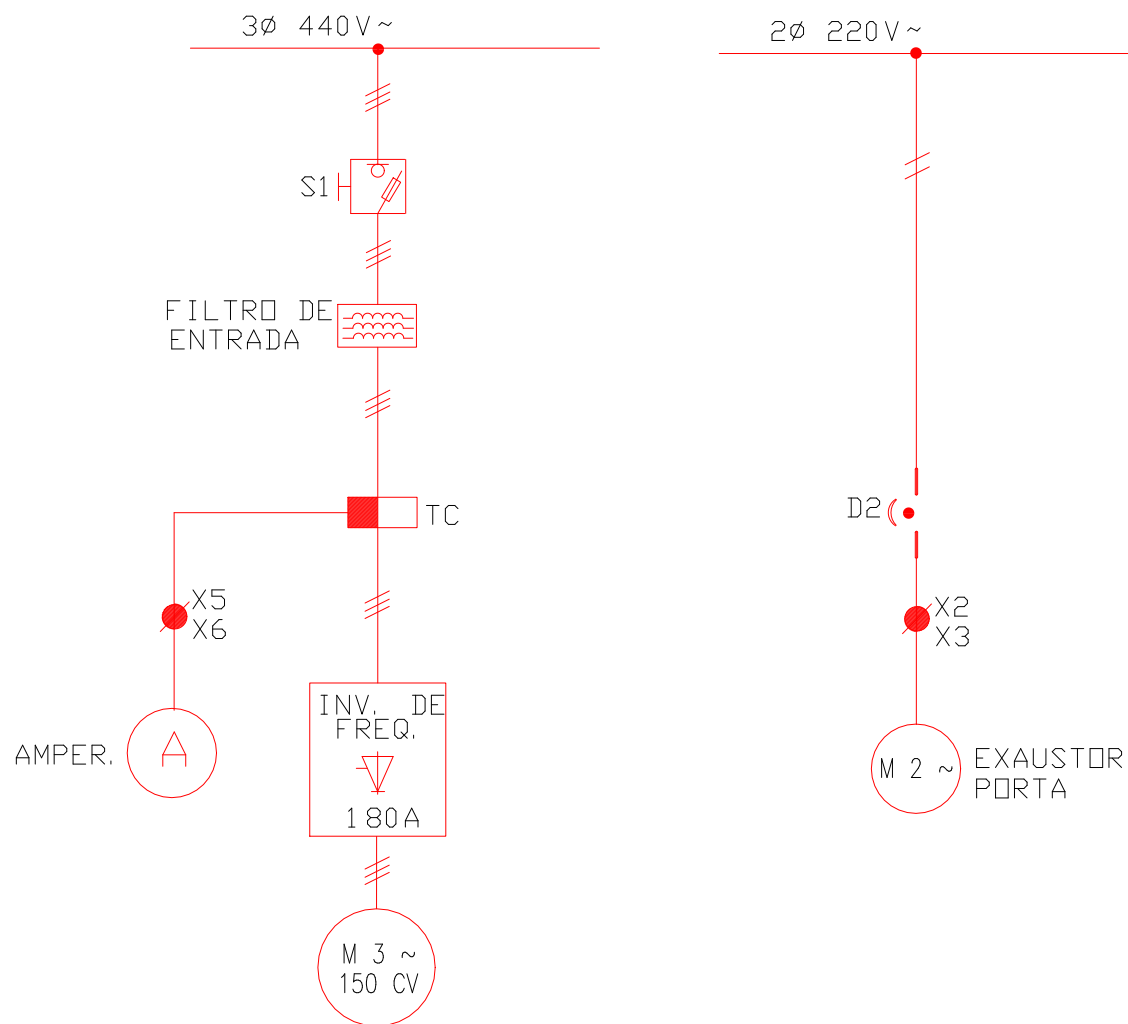 3Ø 440V~
S1
FILTRO DE
ENTRADA
TC
X5
X6
AMPER.
A
INV. DE
FREQ.
180A
M 3 ~
150 CV
2Ø 220V~
D2
X2
X3
M 2 ~
EXAUSTOR
PORTA